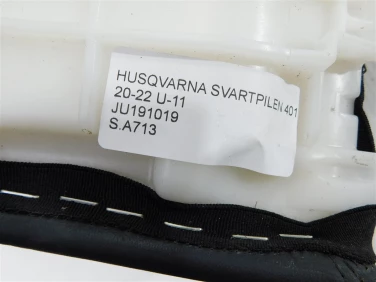 HUSQVARNA SVARTPILEN 401
20-22 U-11
JU191019
S.A713